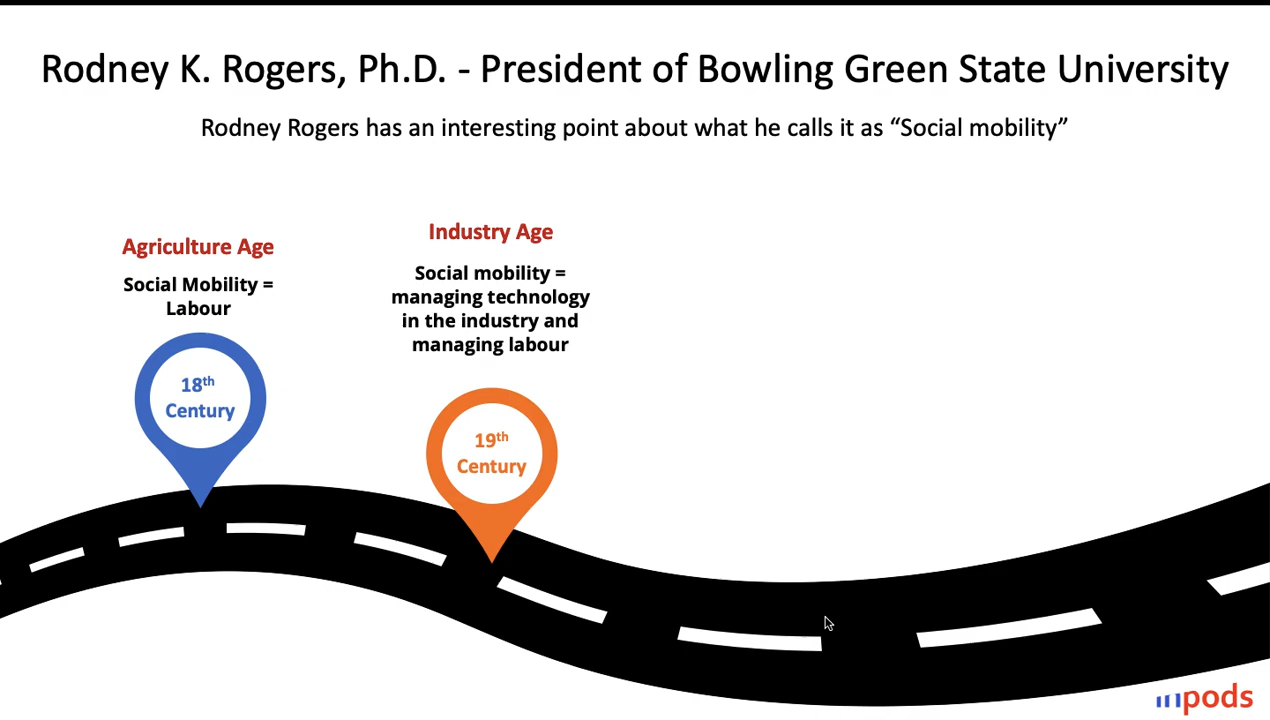 Rodney K. Rogers, Ph.D. - President of Bowling Green State University
Rodney Rogers has an interesting point about what he calls it as “Social mobility”
Agriculture Age
Social Mobility =
Labour
18th
Century
Industry Age
Social mobility =
managing technology
in the industry and
managing labour
19th
Century
inpods